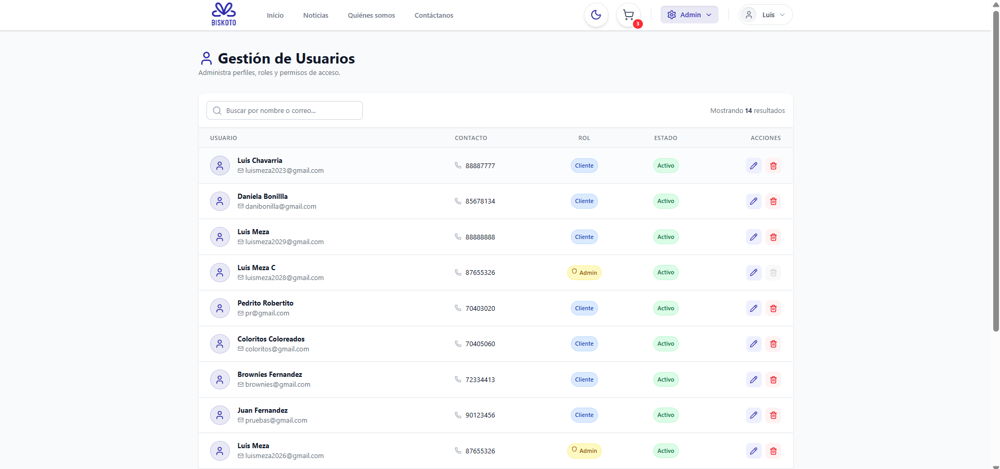 BISKOTO
Inicio Noticias Quiénes somos Contáctanos 3 Admin Luis
Gestión de Usuarios
Administra perfiles, roles y permisos de acceso.
Buscar por nombre o correo... Mostrando 14 resultados
USUARIO CONTACTO ROL ESTADO ACCIONES
Luis Chavarria
luismeza2023@gmail.com 88887777 Cliente Activo
Daniela Bonillla
danibonilla@gmail.com 85678134 Cliente Activo
Luis Meza
luismeza2029@gmail.com 88888888 Cliente Activo
Luis Meza C
luismeza2028@gmail.com 87655326 Admin Activo
Pedrito Robertito
pr@gmail.com 70403020 Cliente Activo
Coloritos Coloreados
coloritos@gmail.com 70405060 Cliente Activo
Brownies Fernandez
brownies@gmail.com 72334413 Cliente Activo
Juan Fernandez
pruebas@gmail.com 90123456 Cliente Activo
Luis Meza
luismeza2026@gmail.com 87655326 Admin Activo